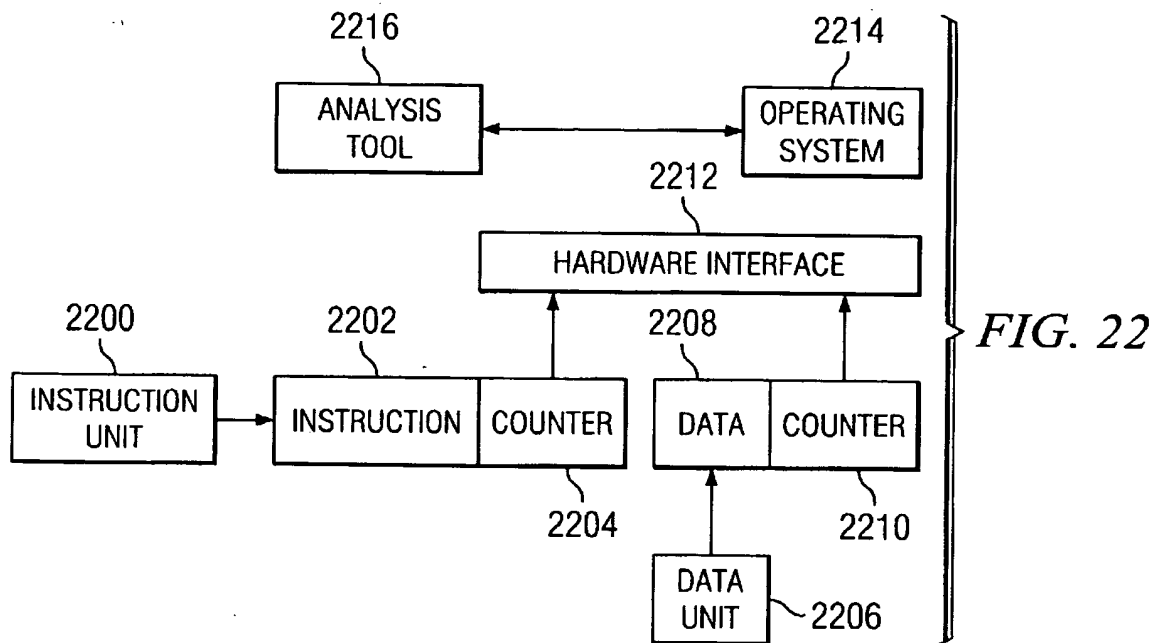 2216
2214
ANALYSIS
TOOL
OPERATING
SYSTEM
2212
HARDWARE INTERFACE
2200
2202
2208
INSTRUCTION
UNIT
INSTRUCTION
COUNTER
DATA
COUNTER
2204
2210
DATA
UNIT
2206
FIG. 22